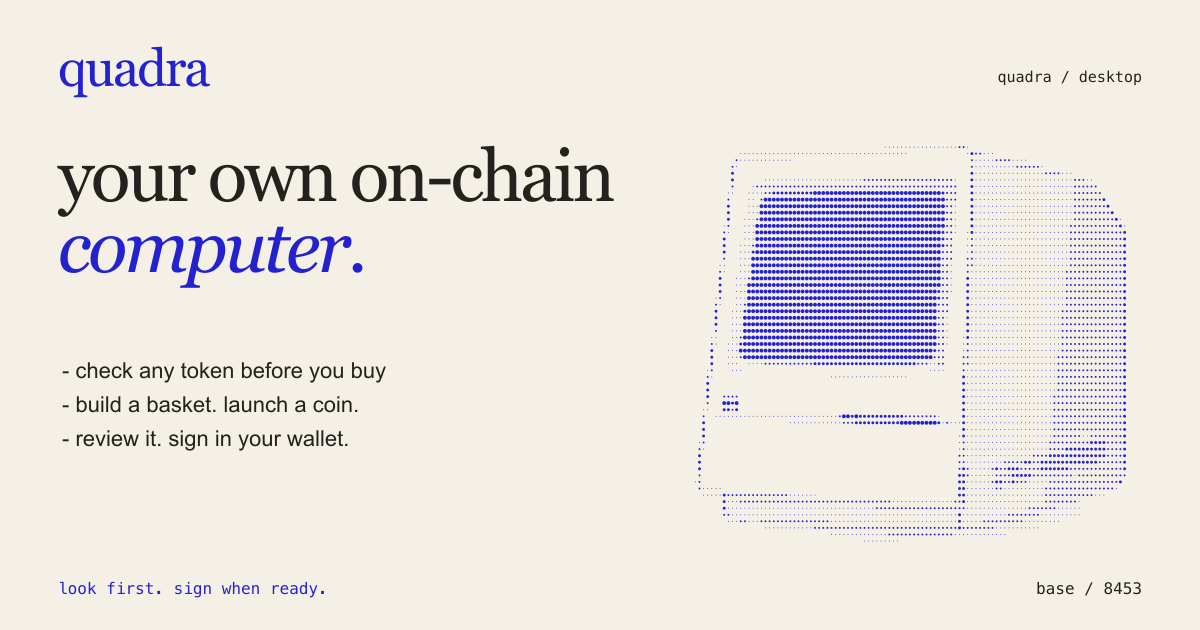 quadra
quadra / desktop
your own on-chain
computer.
- check any token before you buy
- build a basket. launch a coin.
- review it. sign in your wallet.
look first. sign when ready.
base / 8453